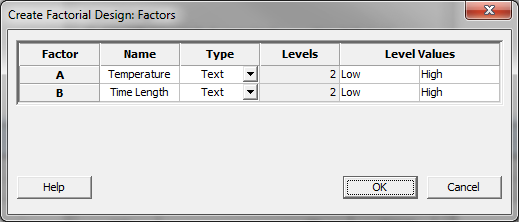 Create Factorial Design: Factors
Factor Name Type Levels Level Values
A Temperature Text 2 Low High
B Time Length Text 2 Low High
Help OK Cancel